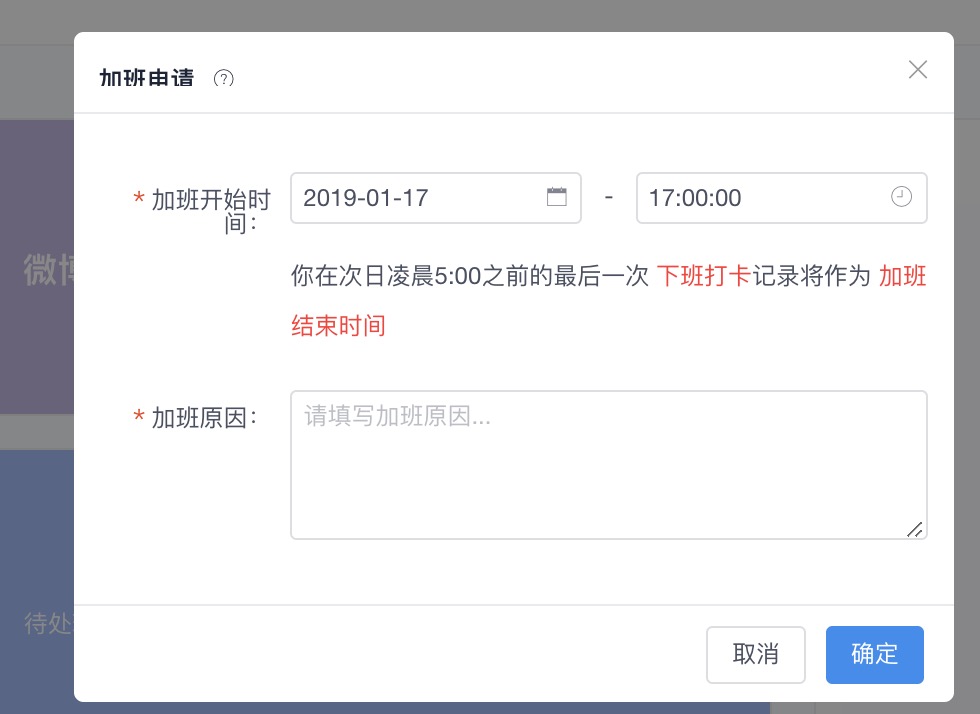 加班申请 ?
* 加班开始时间：
2019-01-17 - 17:00:00
你在次日凌晨5:00之前的最后一次 下班打卡记录将作为 加班
结束时间
* 加班原因：
请填写加班原因...
微博
待处
取消 确定